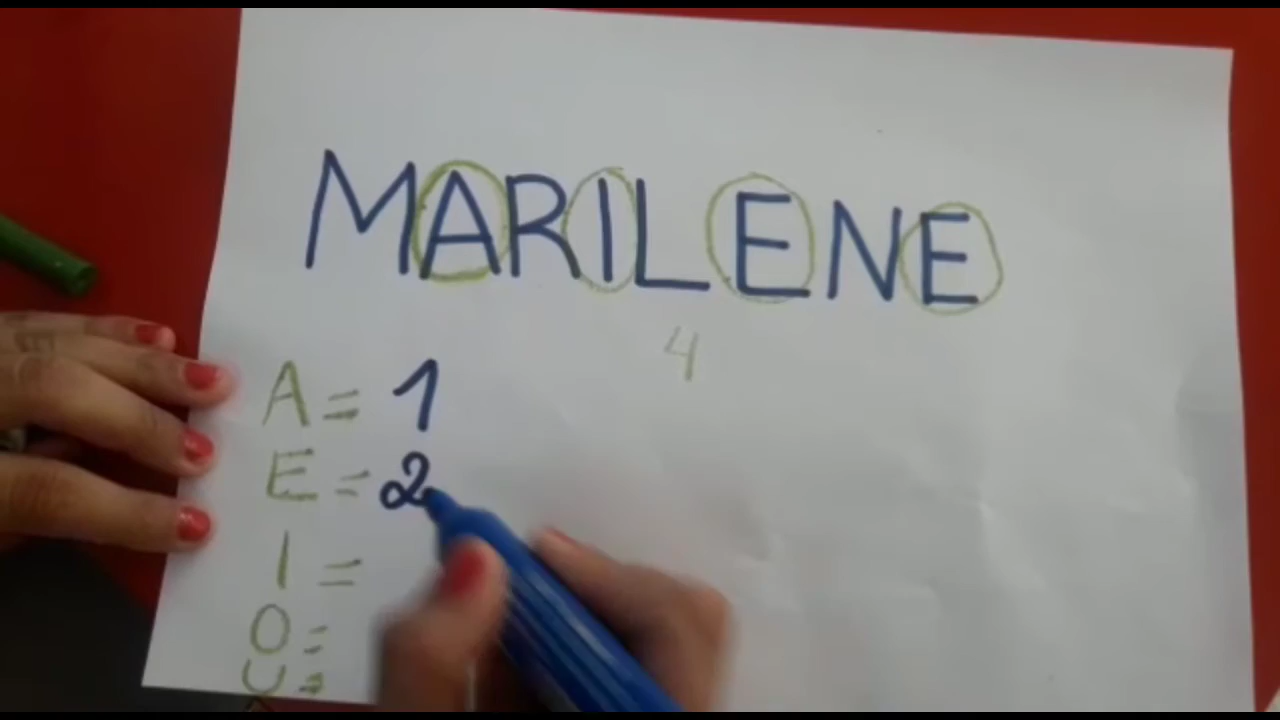 MARILENE
4
A = 1
E = 2
I =
O =
U =